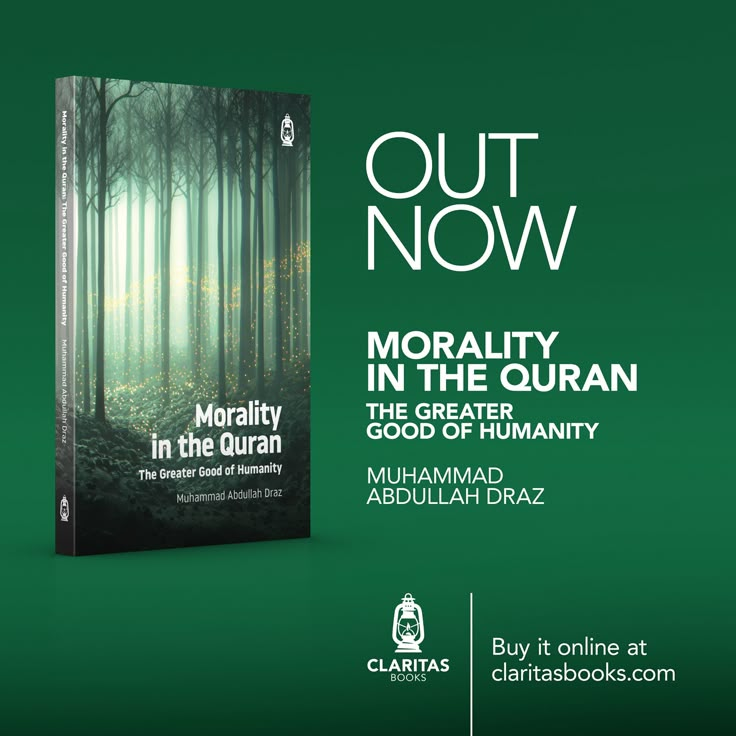 Morality in the Quran: The Greater Good of Humanity
Muhammad Abdullah Draz
Morality
in the Quran
The Greater Good of Humanity
Muhammad Abdullah Draz
OUT
NOW
MORALITY
IN THE QURAN
THE GREATER
GOOD OF HUMANITY
MUHAMMAD
ABDULLAH DRAZ
CLARITAS
BOOKS
Buy it online at
claritasbooks.com